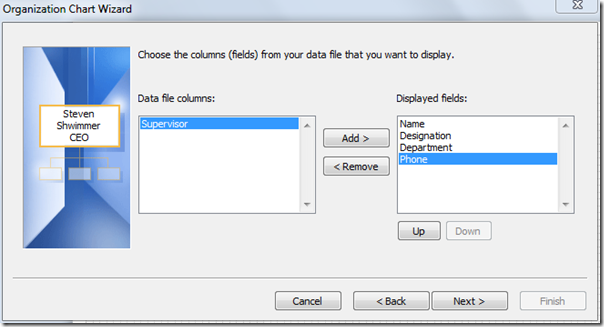 Organization Chart Wizard
Choose the columns (fields) from your data file that you want to display.
Steven
Shwimmer
CEO
Data file columns:
Supervisor
Add >
< Remove
Displayed fields:
Name
Designation
Department
Phone
Up
Down
Cancel
< Back
Next >
Finish